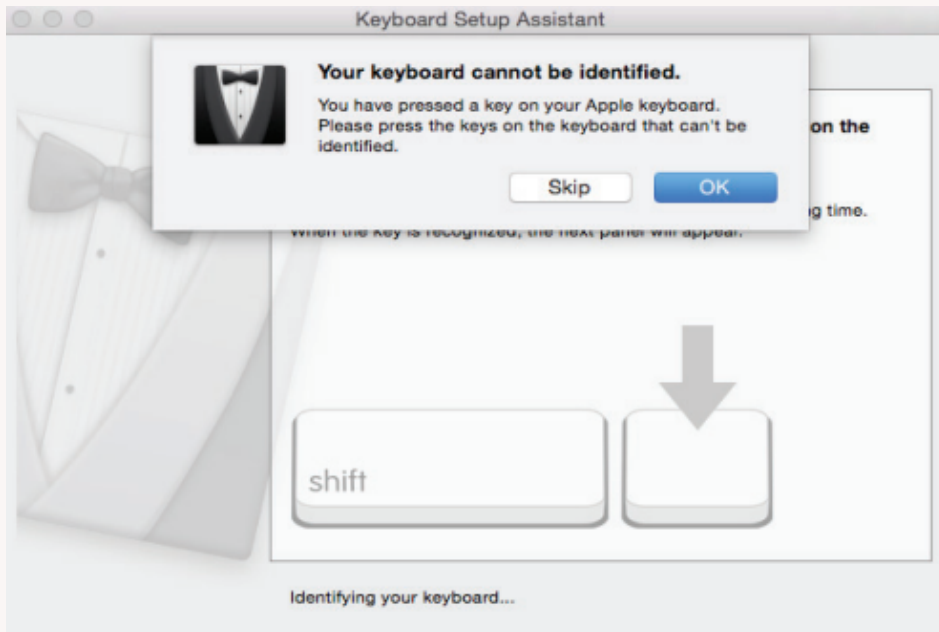 Keyboard Setup Assistant
Your keyboard cannot be identified.
You have pressed a key on your Apple keyboard.
Please press the keys on the keyboard that can't be
identified.
on the
Skip
OK
g time.
When the key is recognized, the next panel will appear.
shift
Identifying your keyboard...